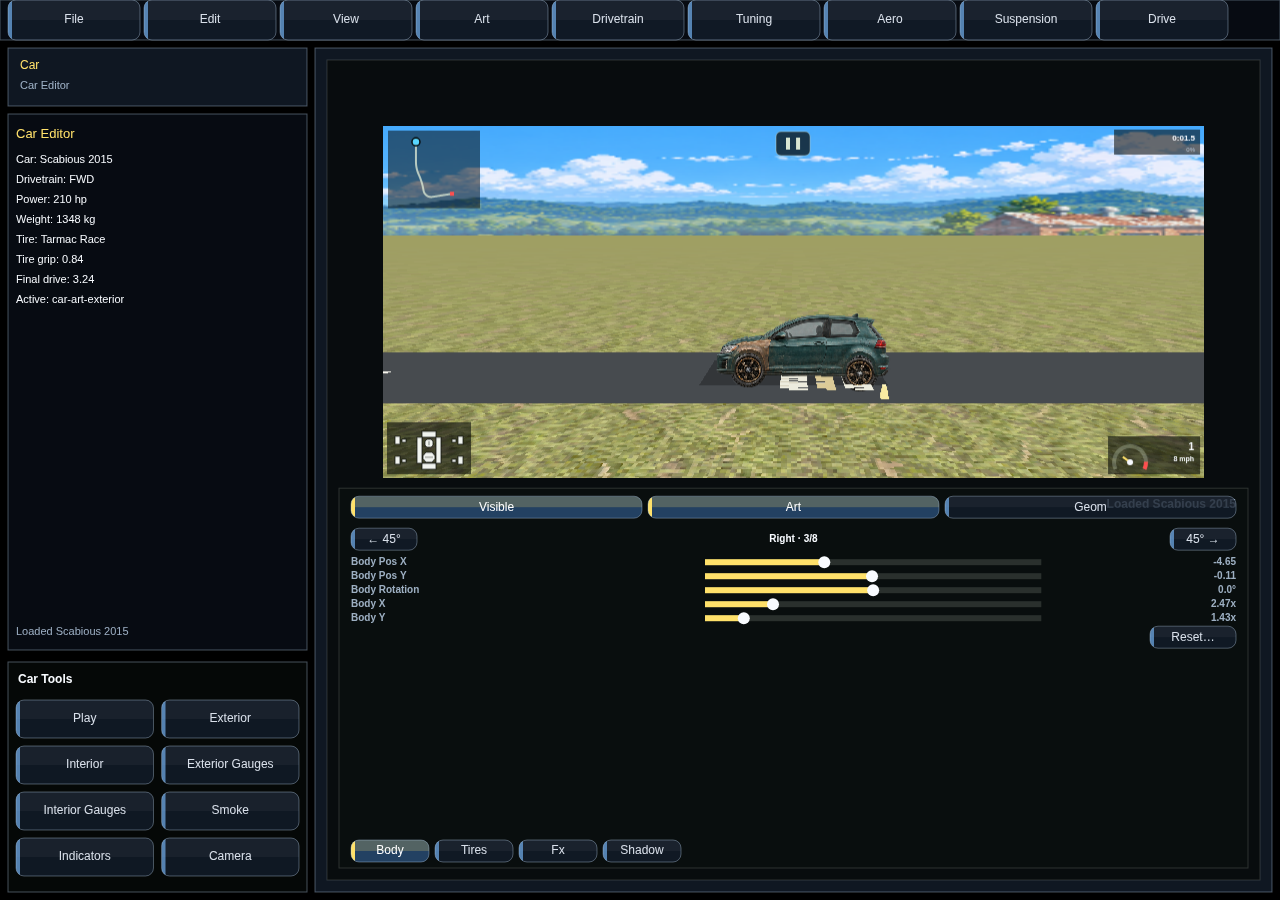 File Edit View Art Drivetrain Tuning Aero Suspension Drive
Car
Car Editor
Car Editor
Car: Scabious 2015
Drivetrain: FWD
Power: 210 hp
Weight: 1348 kg
Tire: Tarmac Race
Tire grip: 0.84
Final drive: 3.24
Active: car-art-exterior
Loaded Scabious 2015
Car Tools
Play Exterior
Interior Exterior Gauges
Interior Gauges Smoke
Indicators Camera
0:01.5
0%
1
8 mph
Visible Art Geom
Loaded Scabious 2015
← 45° Right · 3/8 45° →
Body Pos X -4.65
Body Pos Y -0.11
Body Rotation 0.0°
Body X 2.47x
Body Y 1.43x
Reset…
Body Tires Fx Shadow